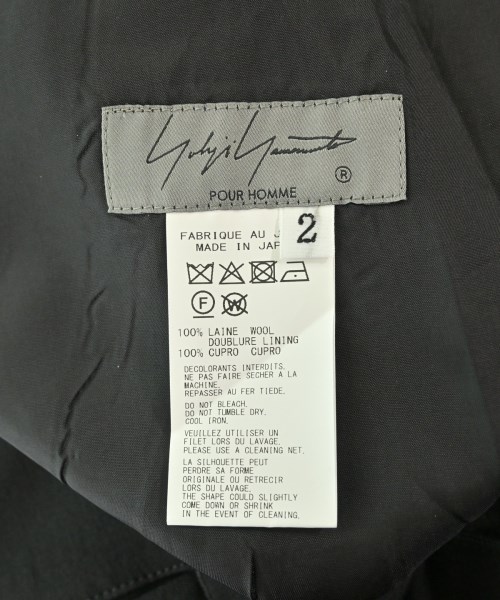 Yohji Yamamoto
®
POUR HOMME
2
FABRIQUE AU J
MADE IN JAP
F W
100% LAINE WOOL
DOUBLURE LINING
100% CUPRO CUPRO
DECOLORANTS INTERDITS.
NE PAS FAIRE SECHER A LA
MACHINE.
REPASSER AU FER TIEDE.
DO NOT BLEACH.
DO NOT TUMBLE DRY.
COOL IRON.
VEUILLEZ UTILISER UN
FILET LORS DU LAVAGE.
PLEASE USE A CLEANING NET.
LA SILHOUETTE PEUT
PERDRE SA FORME
ORIGINALE OU RETRECIR
LORS DU LAVAGE.
THE SHAPE COULD SLIGHTLY
COME DOWN OR SHRINK
IN THE EVENT OF CLEANING.